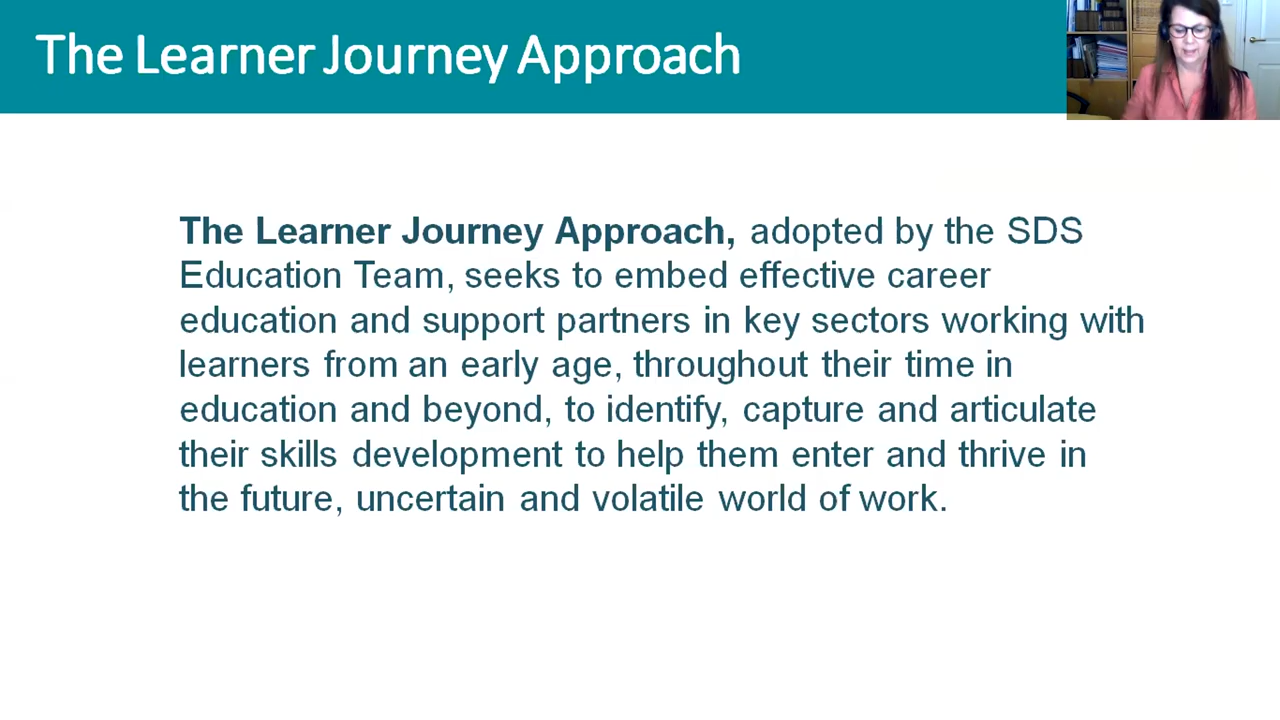 The Learner Journey Approach
The Learner Journey Approach, adopted by the SDS
Education Team, seeks to embed effective career
education and support partners in key sectors working with
learners from an early age, throughout their time in
education and beyond, to identify, capture and articulate
their skills development to help them enter and thrive in
the future, uncertain and volatile world of work.